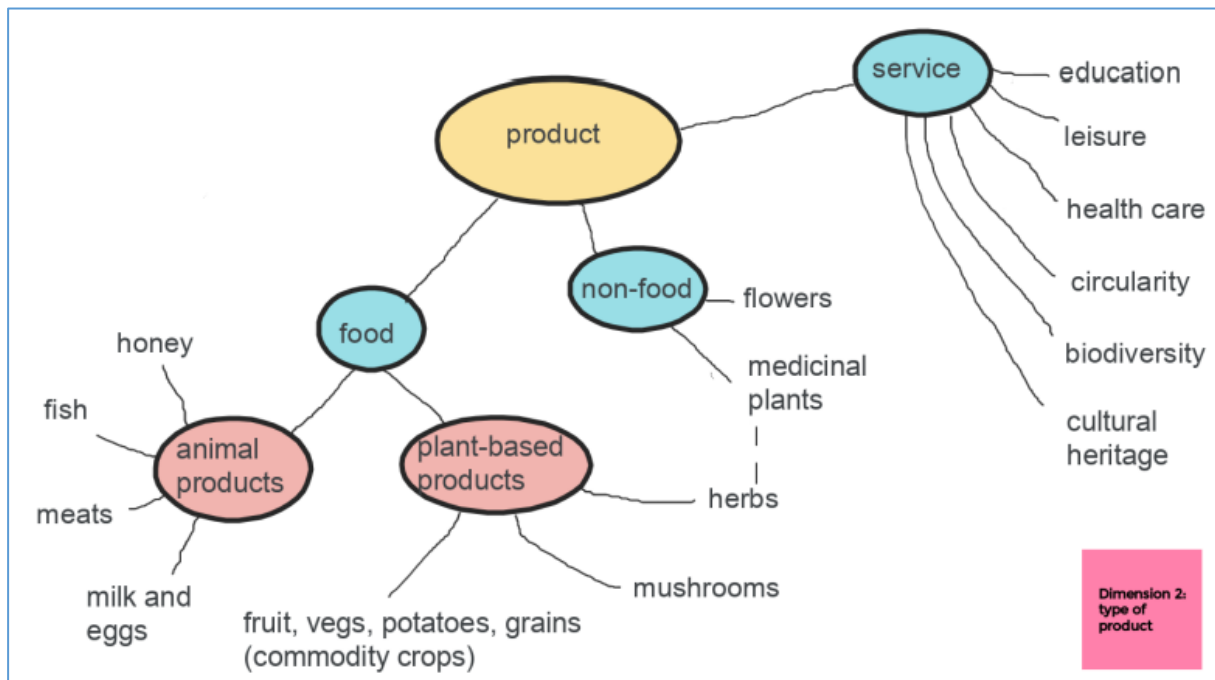 product
service
education
leisure
health care
circularity
biodiversity
cultural
heritage
non-food
flowers
medicinal
plants
herbs
food
honey
fish
animal
products
meats
milk and
eggs
plant-based
products
mushrooms
fruit, vegs, potatoes, grains
(commodity crops)
Dimension 2:
type of
product